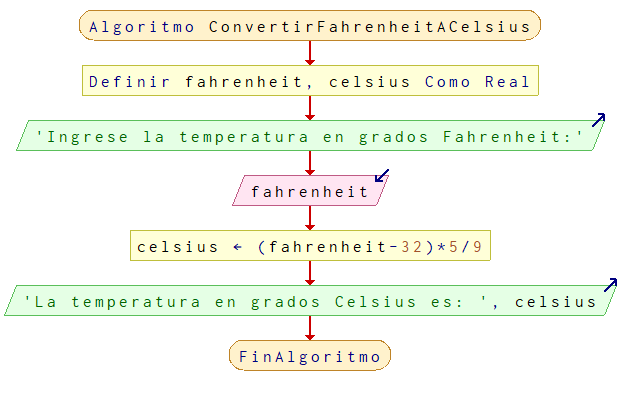 Algoritmo ConvertirFahrenheitACelsius
Definir fahrenheit, celsius Como Real
'Ingrese la temperatura en grados Fahrenheit:'
fahrenheit
celsius ← (fahrenheit-32)*5/9
'La temperatura en grados Celsius es: ', celsius
FinAlgoritmo